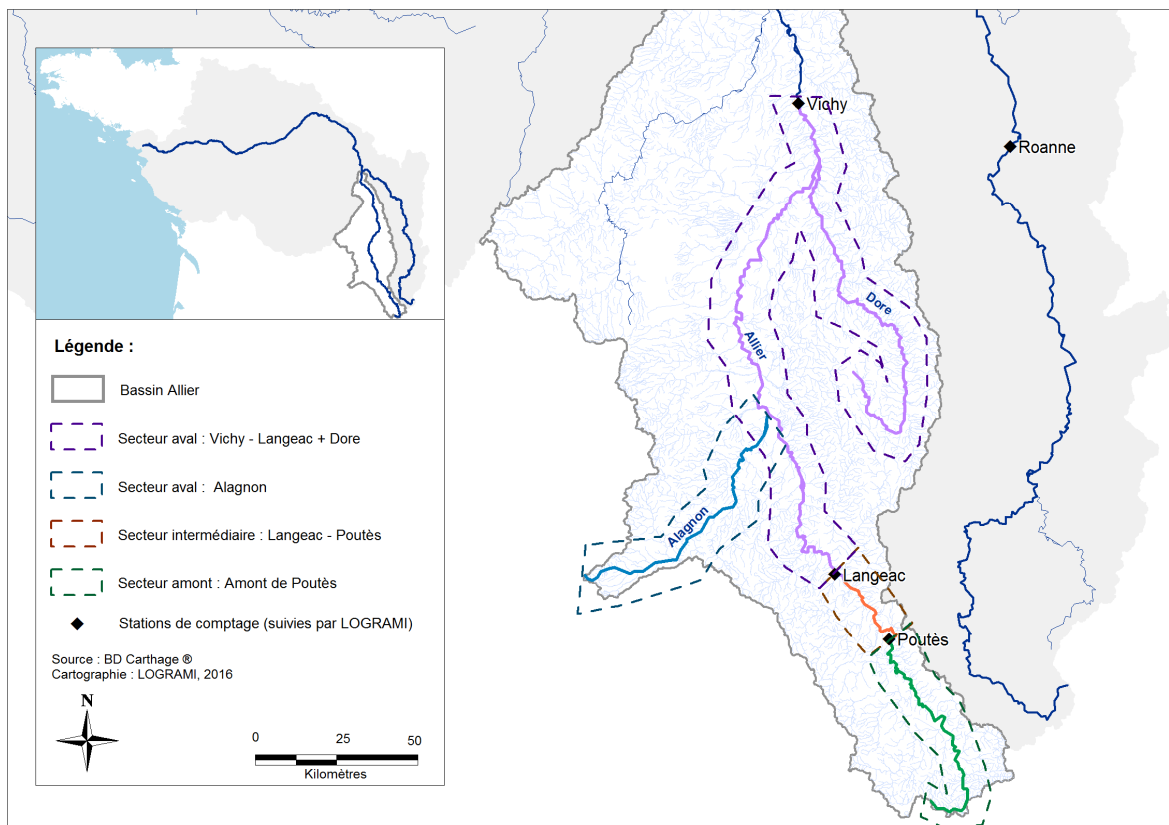 Vichy
Roanne
Dore
Allier
Alagnon
Langeac
Poutès
Légende :
Bassin Allier
Secteur aval : Vichy - Langeac + Dore
Secteur aval : Alagnon
Secteur intermédiaire : Langeac - Poutès
Secteur amont : Amont de Poutès
Stations de comptage (suivies par LOGRAMI)
Source : BD Carthage ®
Cartographie : LOGRAMI, 2016
N
0 25 50
Kilomètres